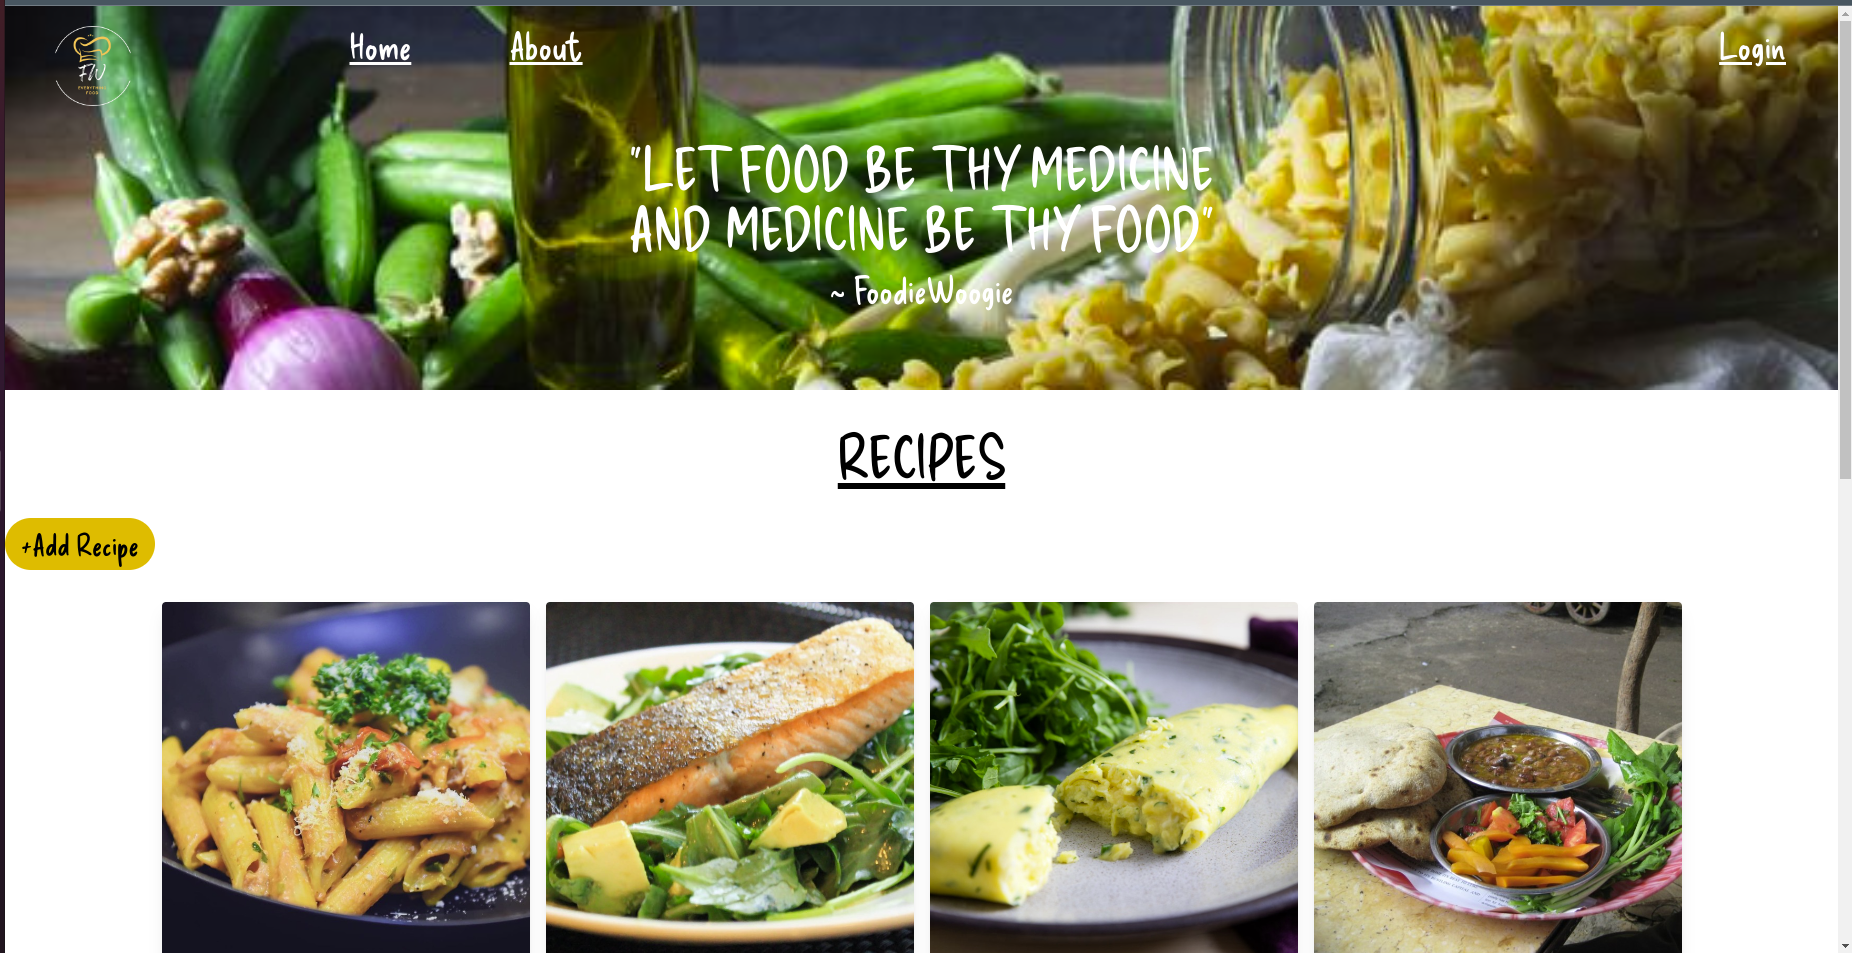 FW
EVERYTHING
FOOD
Home
About
Login
"LET FOOD BE THY MEDICINE
AND MEDICINE BE THY FOOD"
~ FoodieWoogie
RECIPES
+Add Recipe